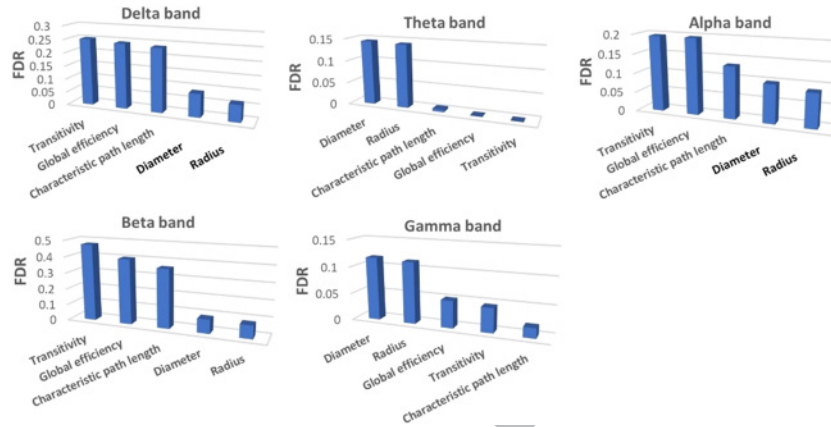 Delta band
FDR
0.3
0.25
0.2
0.15
0.1
0.05
0
Transitivity
Global efficiency
Characteristic path length
Diameter
Radius
Theta band
FDR
0.15
0.1
0.05
0
Diameter
Radius
Characteristic path length
Global efficiency
Transitivity
Alpha band
FDR
0.2
0.15
0.1
0.05
0
Transitivity
Global efficiency
Characteristic path length
Diameter
Radius
Beta band
FDR
0.5
0.4
0.3
0.2
0.1
0
Transitivity
Global efficiency
Characteristic path length
Diameter
Radius
Gamma band
FDR
0.15
0.1
0.05
0
Diameter
Radius
Global efficiency
Transitivity
Characteristic path length